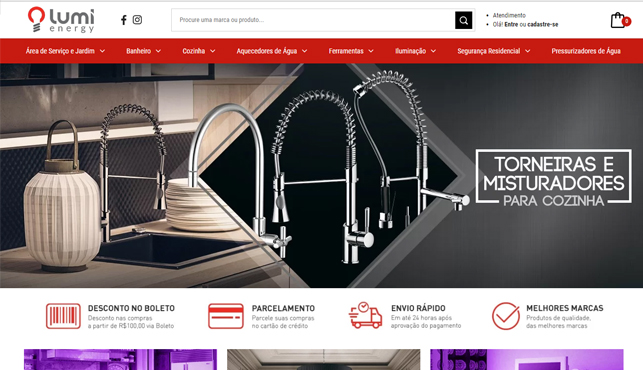 lumi
energy
Procure uma marca ou produto...
Atendimento
Olá! Entre ou cadastre-se
0
Área de Serviço e Jardim
Banheiro
Cozinha
Aquecedores de Água
Ferramentas
Iluminação
Segurança Residencial
Pressurizadores de Água
TORNEIRAS E
MISTURADORES
PARA COZINHA
DESCONTO NO BOLETO
Desconto nas compras
a partir de R$100,00 via Boleto
PARCELAMENTO
Parcele suas compras
no cartão de crédito
ENVIO RÁPIDO
Em até 24 horas após
aprovação do pagamento
MELHORES MARCAS
Produtos de qualidade,
das melhores marcas